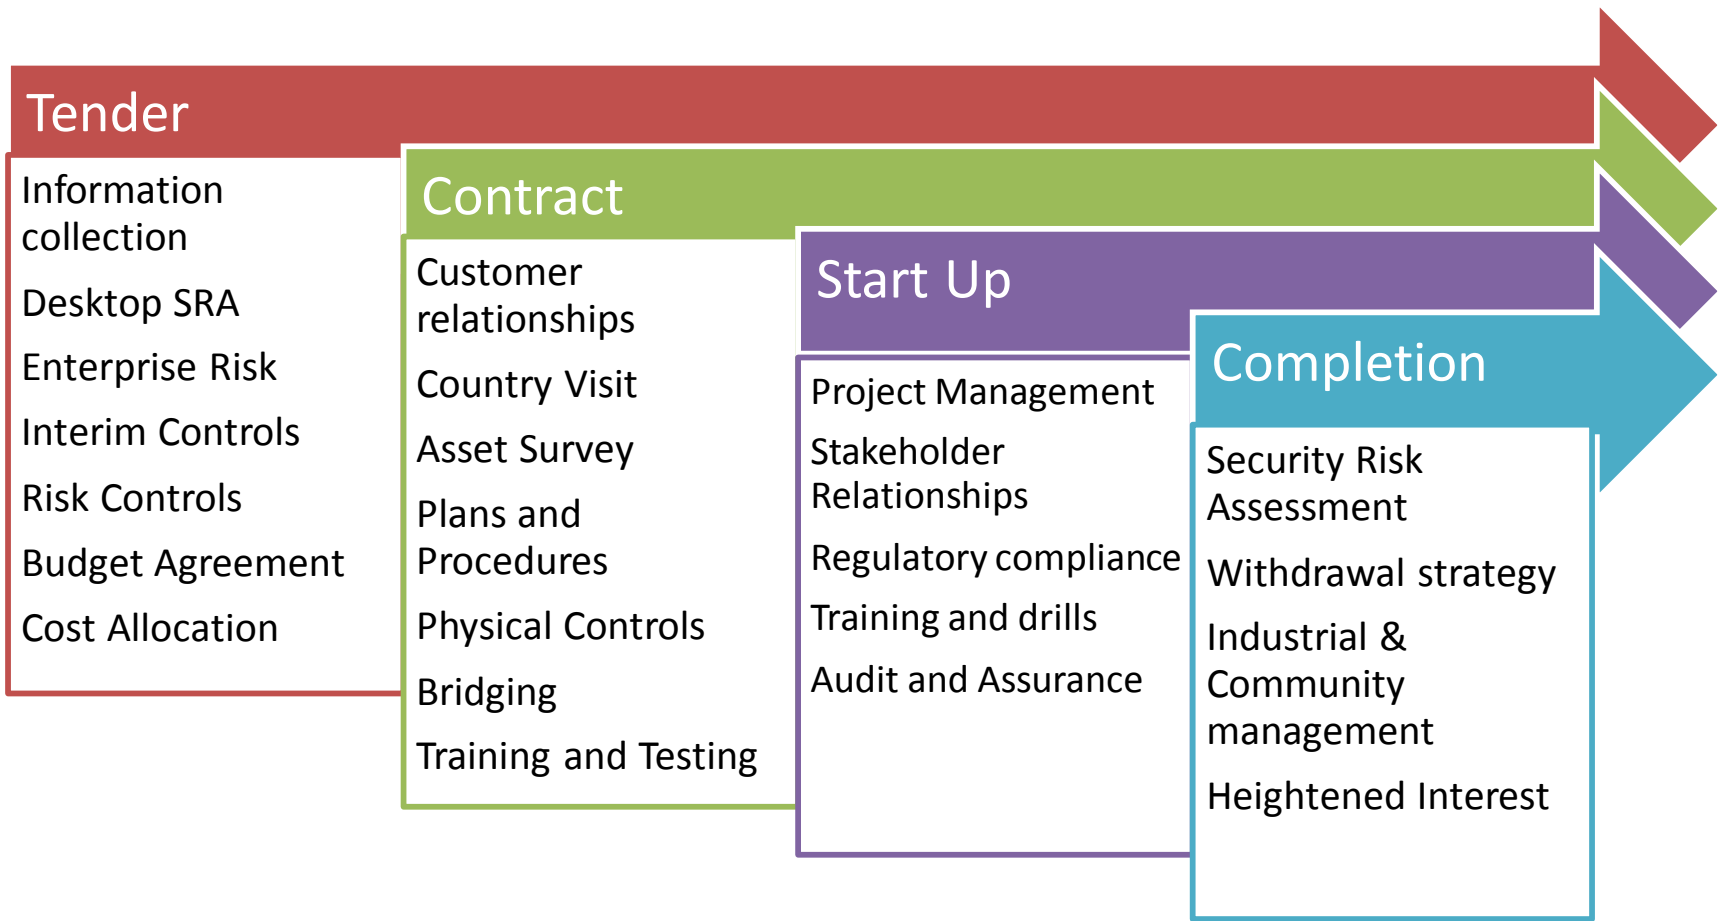 Tender
Information
collection
Desktop SRA
Enterprise Risk
Interim Controls
Risk Controls
Budget Agreement
Cost Allocation
Contract
Customer
relationships
Country Visit
Asset Survey
Plans and
Procedures
Physical Controls
Bridging
Training and Testing
Start Up
Project Management
Stakeholder
Relationships
Regulatory compliance
Training and drills
Audit and Assurance
Completion
Security Risk
Assessment
Withdrawal strategy
Industrial &
Community
management
Heightened Interest